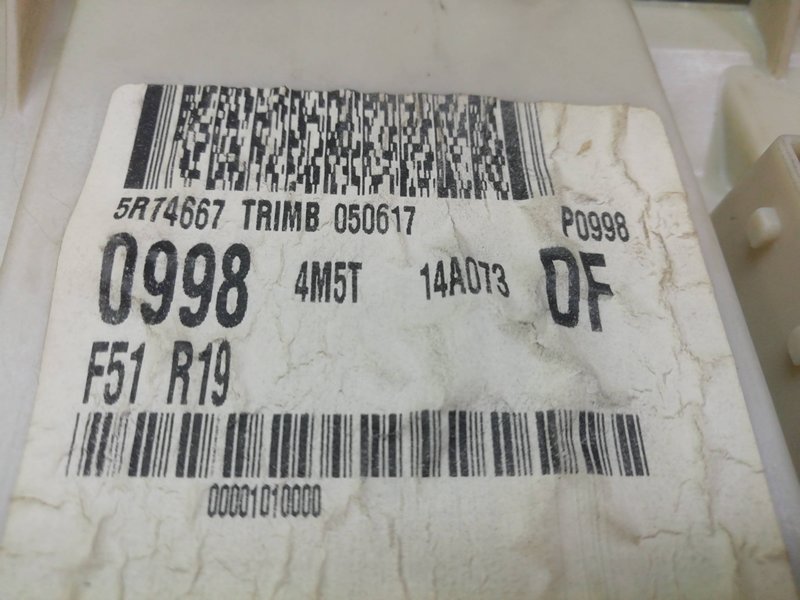 5R74667 TRIMB 050617 P0998
0998 4M5T 14A073 DF
F51 R19
00001010000